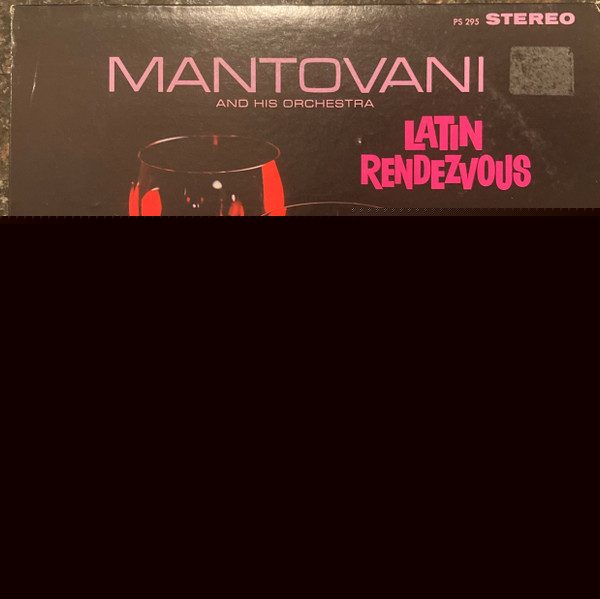 PS 295 STEREO
MANTOVANI
AND HIS ORCHESTRA
LATIN
RENDEZVOUS